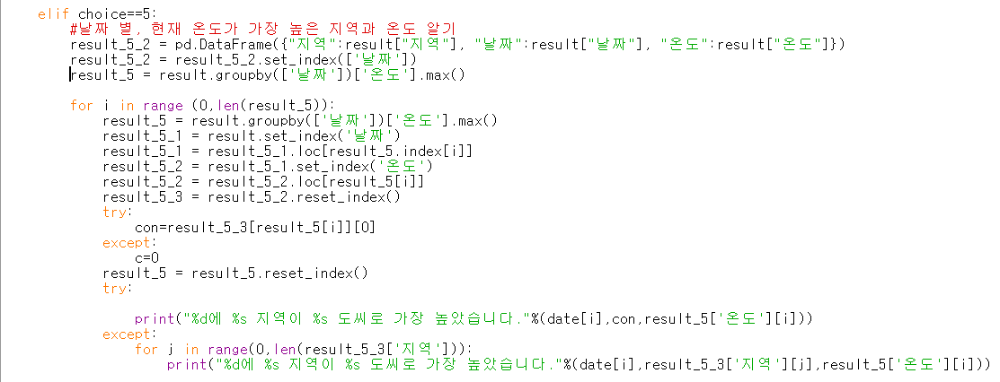 elif choice==5:
#날짜 별, 현재 온도가 가장 높은 지역과 온도 알기
result_5_2 = pd.DataFrame({"지역":result["지역"], "날짜":result["날짜"], "온도":result["온도"]})
result_5_2 = result_5_2.set_index(['날짜'])
result_5 = result.groupby(['날짜'])['온도'].max()
for i in range (0,len(result_5)):
result_5 = result.groupby(['날짜'])['온도'].max()
result_5_1 = result.set_index('날짜')
result_5_1 = result_5_1.loc[result_5.index[i]]
result_5_2 = result_5_1.set_index('온도')
result_5_2 = result_5_2.loc[result_5[i]]
result_5_3 = result_5_2.reset_index()
try:
con=result_5_3[result_5[i]][0]
except:
c=0
result_5 = result_5.reset_index()
try:
print("%d에 %s 지역이 %s 도씨로 가장 높았습니다."%(date[i],con,result_5['온도'][i]))
except:
for j in range(0,len(result_5_3['지역'])):
print("%d에 %s 지역이 %s 도씨로 가장 높았습니다."%(date[i],result_5_3['지역'][j],result_5['온도'][i]))